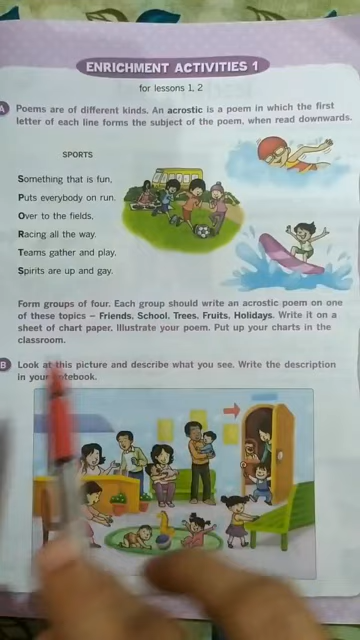 ENRICHMENT ACTIVITIES 1
for lessons 1, 2
A Poems are of different kinds. An acrostic is a poem in which the first
letter of each line forms the subject of the poem, when read downwards.
SPORTS
Something that is fun,
Puts everybody on run.
Over to the fields,
Racing all the way.
Teams gather and play,
Spirits are up and gay.
Form groups of four. Each group should write an acrostic poem on one
of these topics – Friends, School, Trees, Fruits, Holidays. Write it on a
sheet of chart paper. Illustrate your poem. Put up your charts in the
classroom.
B Look at this picture and describe what you see. Write the description
in your notebook.